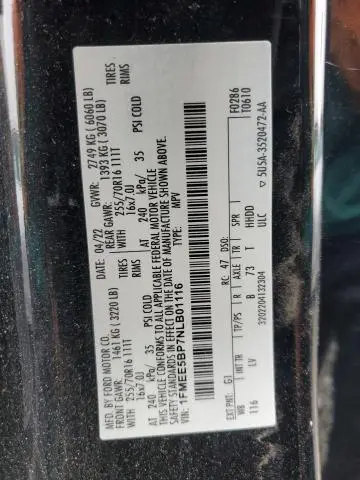 MFD. BY FORD MOTOR CO.
DATE: 04/22 GVWR: 2749 KG ( 6060 LB)
FRONT GAWR: 1461 KG ( 3220 LB) REAR GAWR: 1393 KG ( 3070 LB)
WITH 255/70R16 111T TIRES WITH 255/70R16 111T TIRES
16x7.0J RIMS 16x7.0J RIMS
AT 240 kPa/ 35 PSI COLD AT 240 kPa/ 35 PSI COLD
THIS VEHICLE CONFORMS TO ALL APPLICABLE FEDERAL MOTOR VEHICLE
SAFETY STANDARDS IN EFFECT ON THE DATE OF MANUFACTURE SHOWN ABOVE.
VIN: 1FMEE5BP7NLB01116 TYPE: MPV
F0286
T0610
EXT PNT: G1 RC: 47 DSO:
WB INT TR TP/PS R AXLE TR SPR
116 LV B 73 T HHDD
ULC
3202204132304 5U5A-3520472-AA